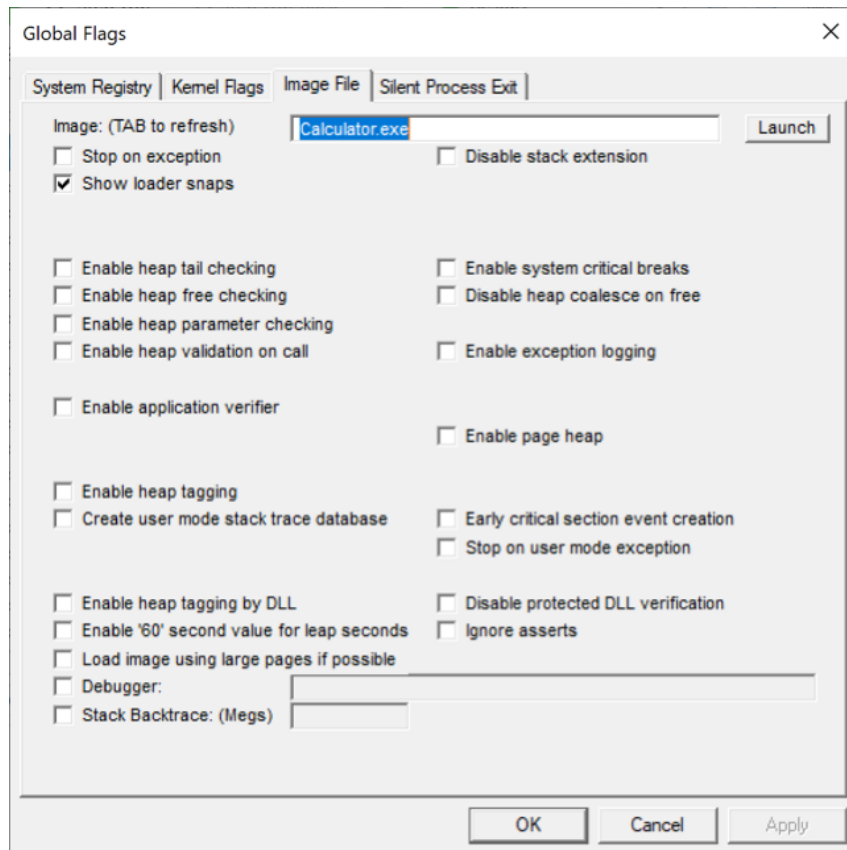 Global Flags
System Registry Kernel Flags Image File Silent Process Exit
Image: (TAB to refresh) Calculator.exe Launch
Stop on exception Disable stack extension
Show loader snaps
Enable heap tail checking Enable system critical breaks
Enable heap free checking Disable heap coalesce on free
Enable heap parameter checking
Enable heap validation on call Enable exception logging
Enable application verifier
Enable page heap
Enable heap tagging
Create user mode stack trace database Early critical section event creation
Stop on user mode exception
Enable heap tagging by DLL Disable protected DLL verification
Enable '60' second value for leap seconds Ignore asserts
Load image using large pages if possible
Debugger:
Stack Backtrace: (Megs)
OK Cancel Apply